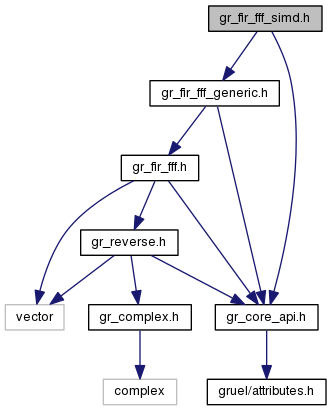 gr_fir_fff_simd.h
gr_fir_fff_generic.h
gr_fir_fff.h
gr_reverse.h
vector
gr_complex.h
gr_core_api.h
complex
gruel/attributes.h